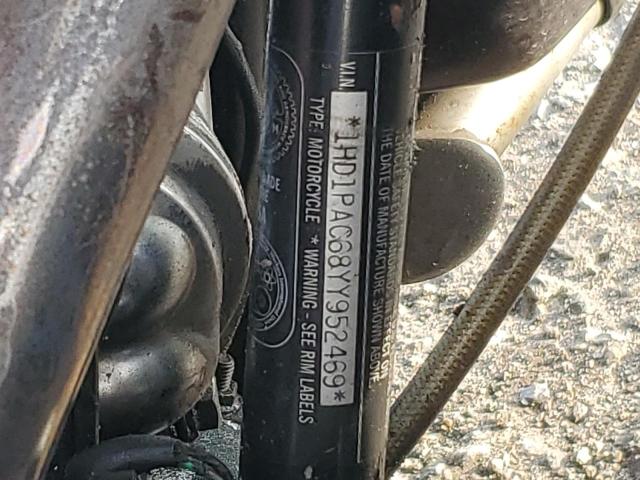 THE DATE OF MANUFACTURE SHOWN ABOVE.
V.I.N.
*1HD1PAC68YY952469*
TYPE: MOTORCYCLE * WARNING - SEE RIM LABELS